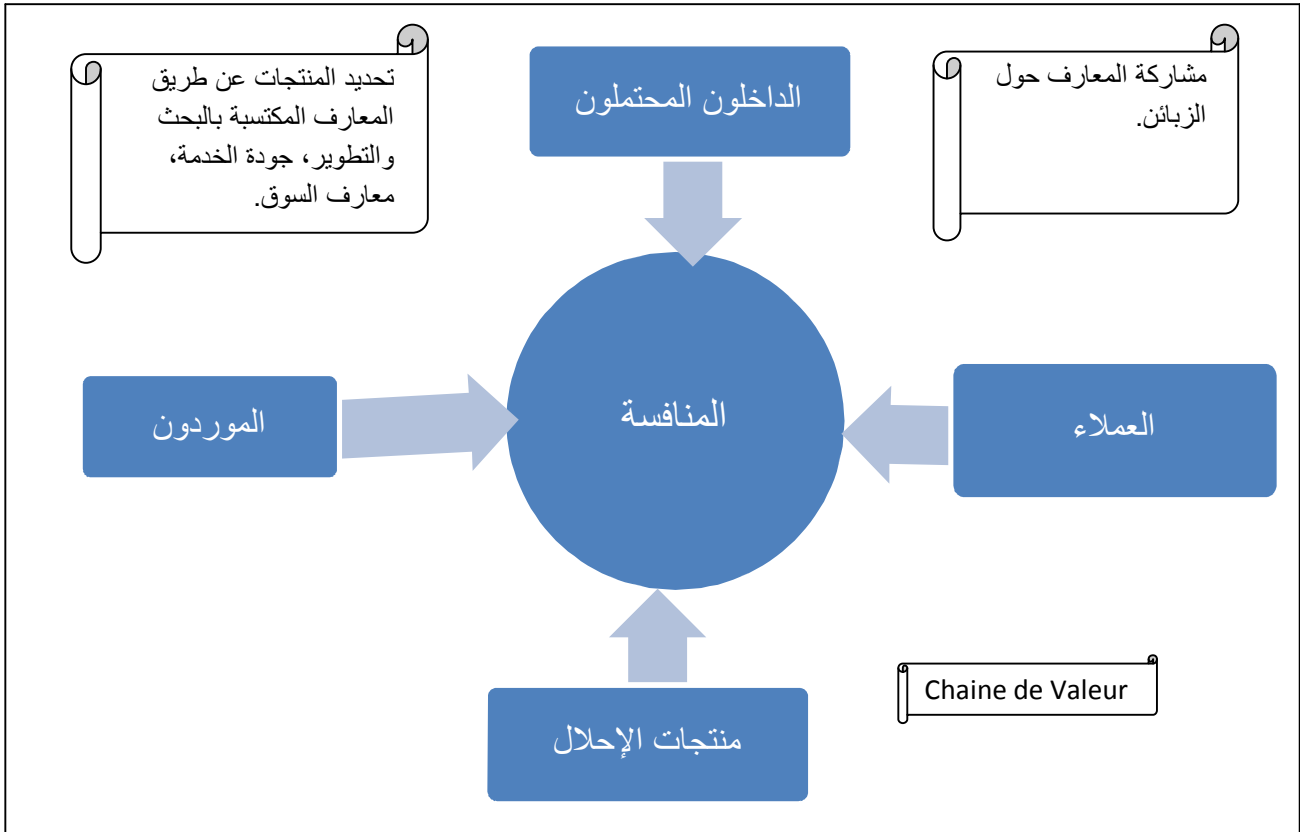 مشاركة المعارف حول
الزبائن.
الداخلون المحتملون
تحديد المنتجات عن طريق
المعارف المكتسبة بالبحث
والتطوير، جودة الخدمة،
معارف السوق.
العملاء
المنافسة
الموردون
Chaine de Valeur
منتجات الإحلال